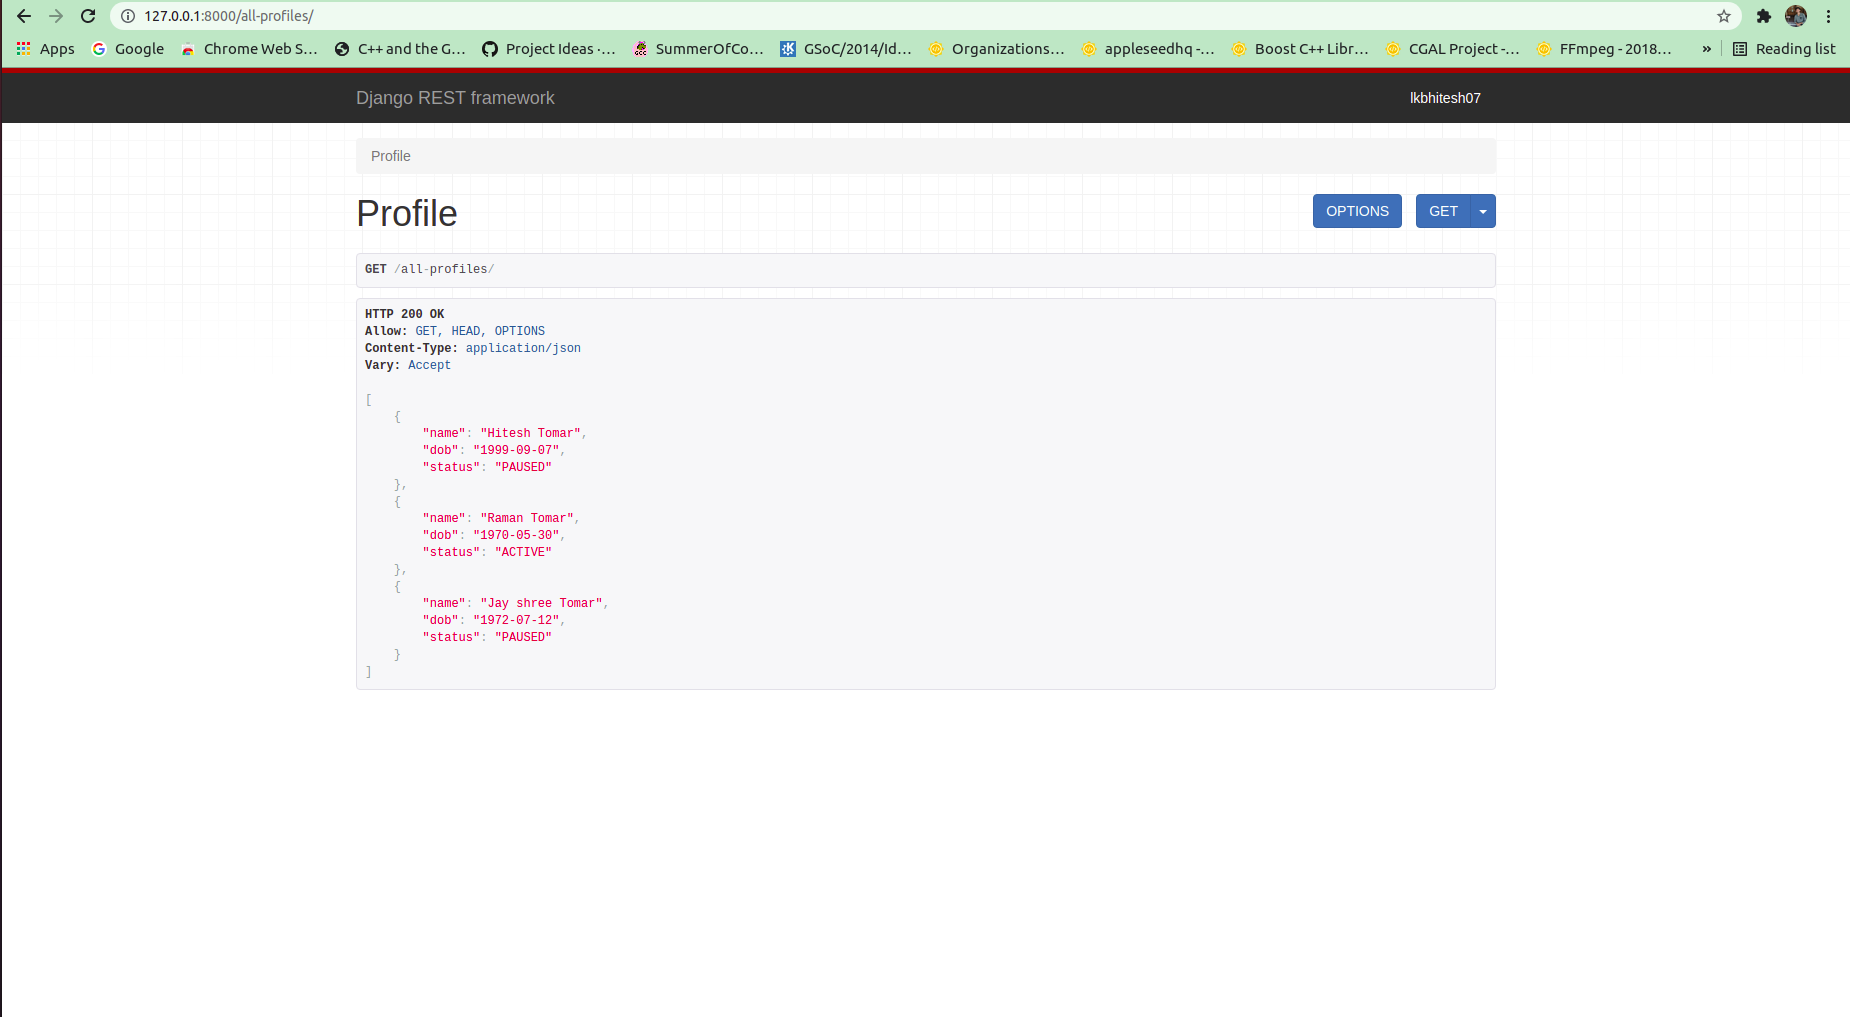 127.0.0.1:8000/all-profiles/
Apps Google Chrome Web S... C++ and the G... Project Ideas ·... SummerOfCo... GSoC/2014/Id... Organizations... appleseedhq -... Boost C++ Libr... CGAL Project -... FFmpeg - 2018... » Reading list
Django REST framework lkbhitesh07
Profile
Profile OPTIONS GET
GET /all-profiles/
HTTP 200 OK
Allow: GET, HEAD, OPTIONS
Content-Type: application/json
Vary: Accept
[
    {
        "name": "Hitesh Tomar",
        "dob": "1999-09-07",
        "status": "PAUSED"
    },
    {
        "name": "Raman Tomar",
        "dob": "1970-05-30",
        "status": "ACTIVE"
    },
    {
        "name": "Jay shree Tomar",
        "dob": "1972-07-12",
        "status": "PAUSED"
    }
]